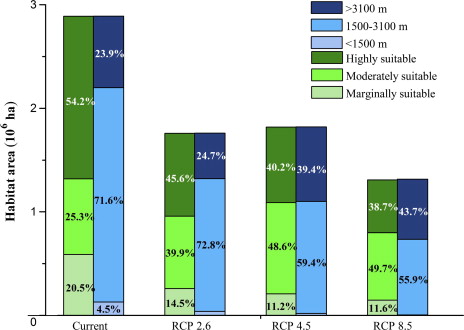 3
2
1
0
Habitat area (10⁶ ha)
>3100 m
1500-3100 m
<1500 m
Highly suitable
Moderately suitable
Marginally suitable
54.2%
25.3%
20.5%
23.9%
71.6%
4.5%
45.6%
39.9%
14.5%
24.7%
72.8%
40.2%
48.6%
11.2%
39.4%
59.4%
38.7%
49.7%
11.6%
43.7%
55.9%
Current
RCP 2.6
RCP 4.5
RCP 8.5